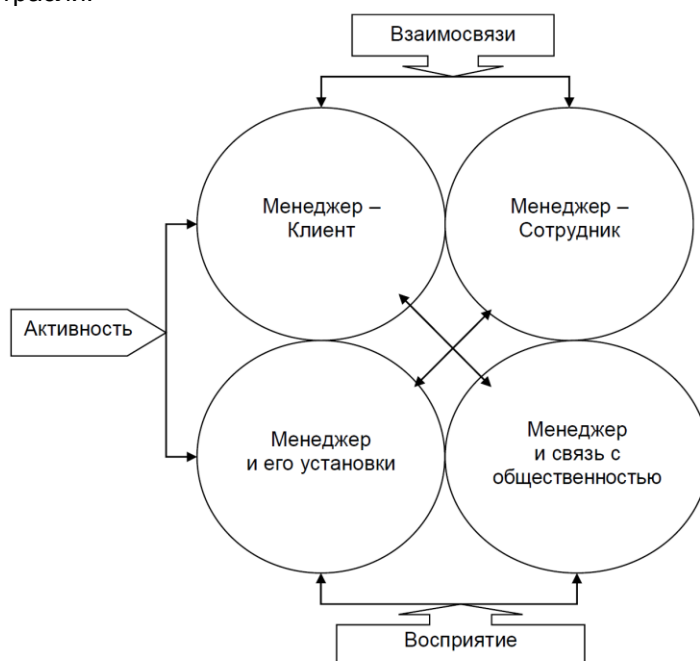 Взаимосвязи
Менеджер –
Клиент
Менеджер –
Сотрудник
Активность
Менеджер
и его установки
Менеджер
и связь с
общественностью
Восприятие